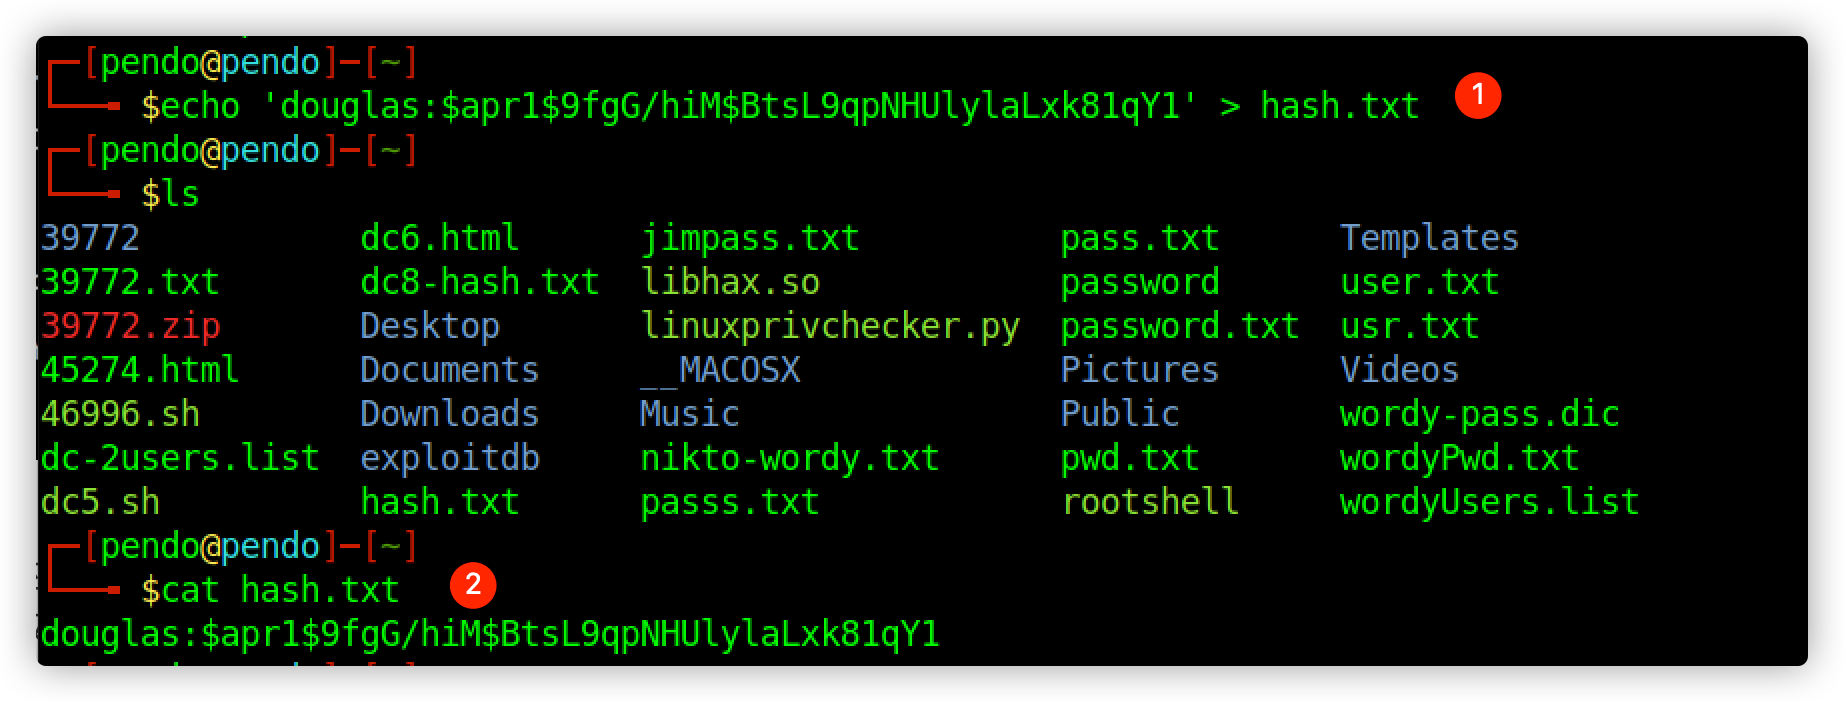 [pendo@pendo]─[~]
$echo 'douglas:$apr1$9fgG/hiM$BtsL9qpNHUlylaLxk81qY1' > hash.txt 1
[pendo@pendo]─[~]
$ls
39772 dc6.html jimpass.txt pass.txt Templates
39772.txt dc8-hash.txt libhax.so password user.txt
39772.zip Desktop linuxprivchecker.py password.txt usr.txt
45274.html Documents __MACOSX Pictures Videos
46996.sh Downloads Music Public wordy-pass.dic
dc-2users.list exploitdb nikto-wordy.txt pwd.txt wordyPwd.txt
dc5.sh hash.txt passs.txt rootshell wordyUsers.list
[pendo@pendo]─[~]
$cat hash.txt 2
douglas:$apr1$9fgG/hiM$BtsL9qpNHUlylaLxk81qY1